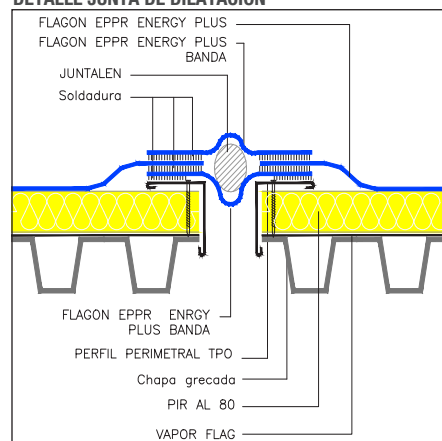 DETALLE JUNTA DE DILATACIÓN
FLAGON EPPR ENERGY PLUS
FLAGON EPPR ENERGY PLUS
BANDA
JUNTALEN
Soldadura
FLAGON EPPR ENRGY
PLUS BANDA
PERFIL PERIMETRAL TPO
Chapa grecada
PIR AL 80
VAPOR FLAG